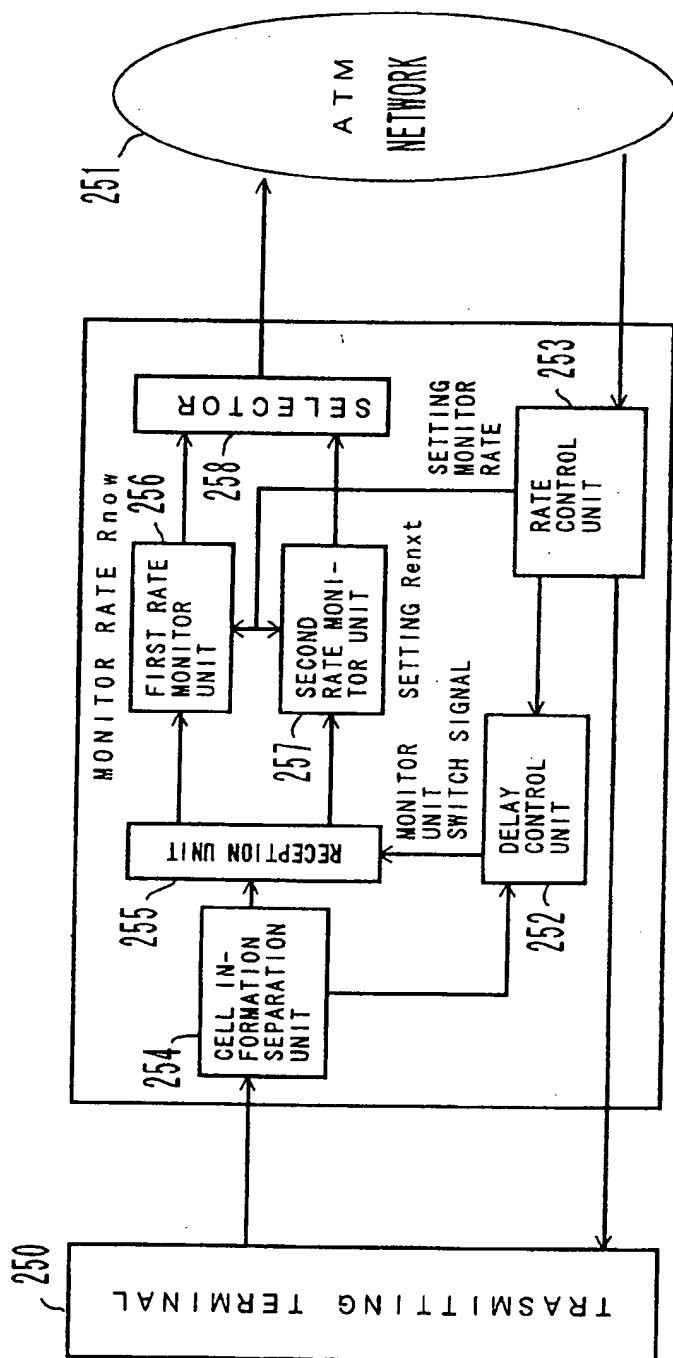 250
TRASMITTING TERMINAL
254
CELL IN-
FORMATION
SEPARATION
UNIT
255
RECEPTION UNIT
MONITOR RATE Rnow
256
FIRST RATE
MONITOR
UNIT
257
SECOND
RATE MONI-
TOR UNIT
SETTING Renxt
MONITOR
UNIT
SWITCH SIGNAL
252
DELAY
CONTROL
UNIT
258
SELECTOR
SETTING
MONITOR
RATE
253
RATE CONTROL
UNIT
251
ATM
NETWORK